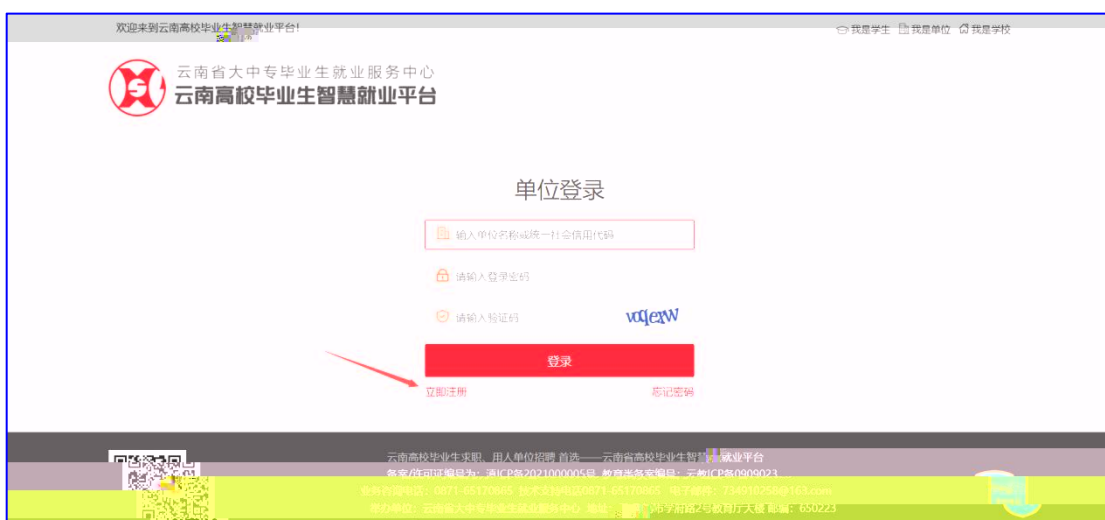 欢迎来到云南高校毕业生智慧就业平台!
我是学生 我是单位 我是学校
云南省大中专毕业生就业服务中心
云南高校毕业生智慧就业平台
单位登录
输入单位名称或统一社会信用代码
请输入登录密码
请输入验证码 voqexW
登录
立即注册 忘记密码
云南高校毕业生求职、用人单位招聘 首选——云南省高校毕业生智慧就业平台
备案/许可证编号为：滇ICP备2021000005号 教育类备案编号：云教ICP备0909023
业务咨询电话：0871-65170865 技术支持电话0871-65170865 电子邮件：734910258@163.com
单办单位：云南省大中专毕业生就业服务中心 地址： 市学府路2号教育厅大楼 邮编：650223